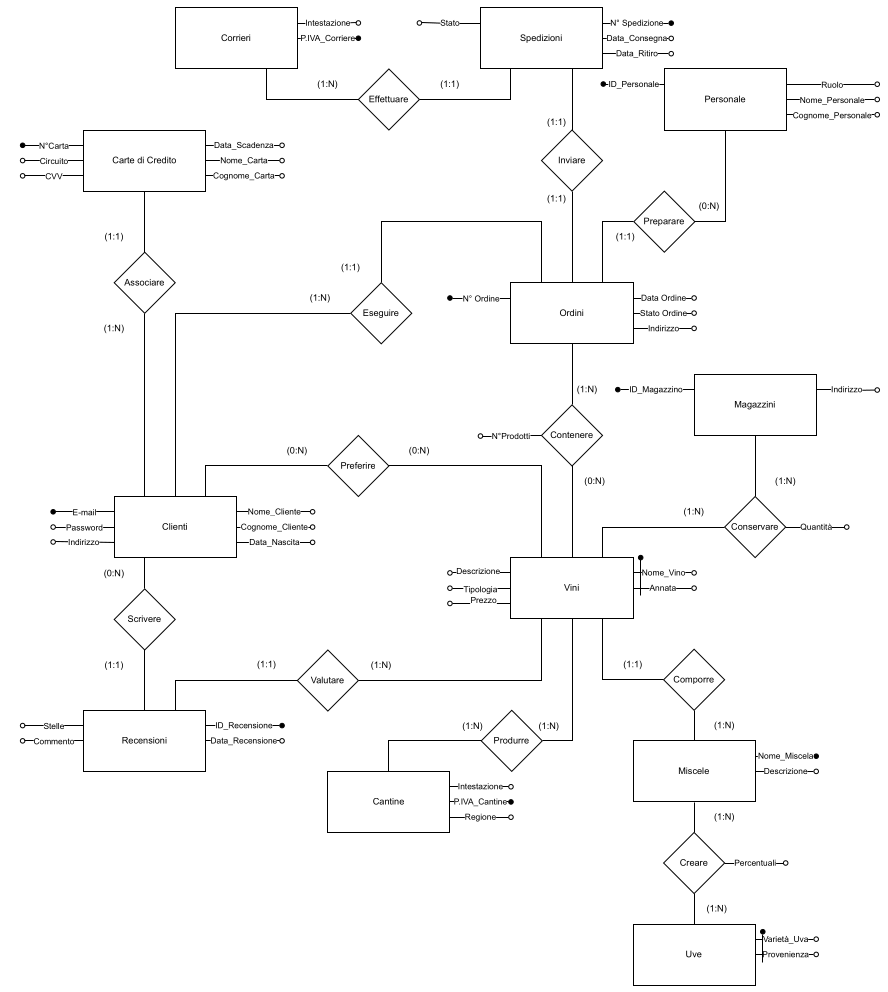 Corrieri
Intestazione
P.IVA_Corriere
Stato
Spedizioni
N° Spedizione
Data_Consegna
Data_Ritiro
(1:N)
Effettuare
(1:1)
ID_Personale
Personale
Ruolo
Nome_Personale
Cognome_Personale
(1:1)
Inviare
(1:1)
N°Carta
Circuito
CVV
Carte di Credito
Data_Scadenza
Nome_Carta
Cognome_Carta
Preparare
(0:N)
(1:1)
(1:1)
Associare
(1:N)
(1:1)
(1:N)
Eseguire
N° Ordine
Ordini
Data Ordine
Stato Ordine
Indirizzo
(1:N)
Contenere
N°Prodotti
(0:N)
ID_Magazzino
Magazzini
Indirizzo
(1:N)
(1:N)
Conservare
Quantità
(0:N)
Preferire
(0:N)
E-mail
Password
Indirizzo
Clienti
Nome_Cliente
Cognome_Cliente
Data_Nascita
Descrizione
Tipologia
Prezzo
Vini
Nome_Vino
Annata
(0:N)
Scrivere
(1:1)
(1:1)
Valutare
(1:N)
(1:1)
Comporre
(1:N)
Stelle
Commento
Recensioni
ID_Recensione
Data_Recensione
(1:N)
Produrre
(1:N)
Cantine
Intestazione
P.IVA_Cantine
Regione
Miscele
Nome_Miscela
Descrizione
(1:N)
Creare
Percentuali
(1:N)
Uve
Varietà_Uva
Provenienza